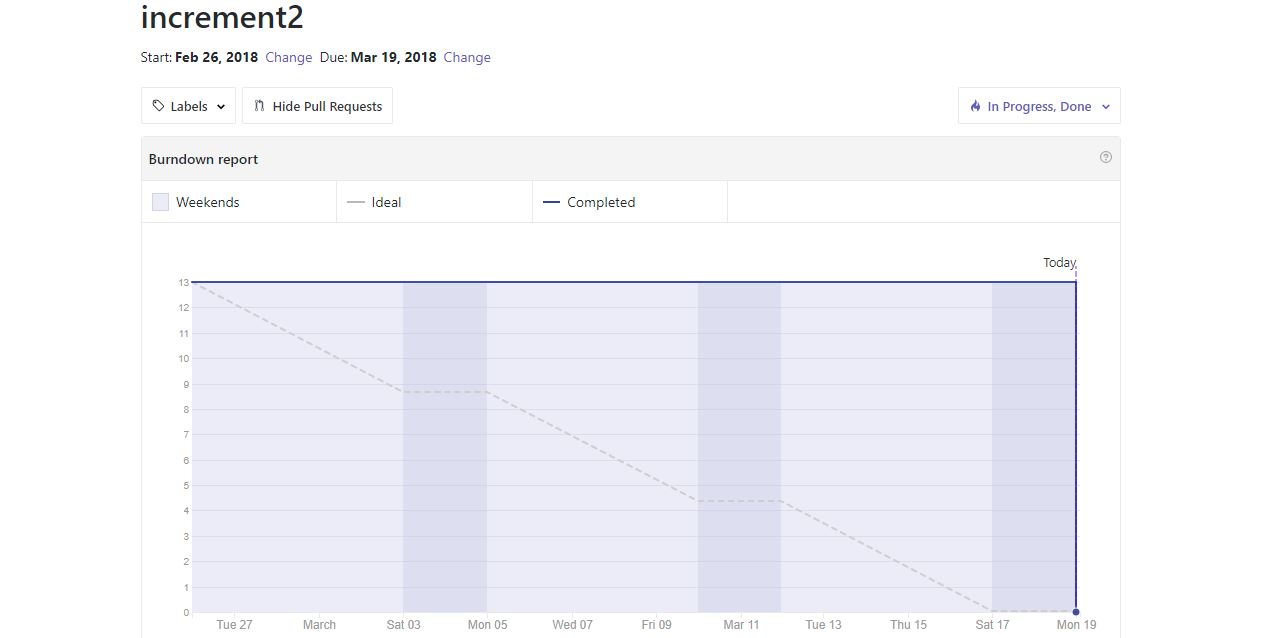 increment2
Start: Feb 26, 2018 Change Due: Mar 19, 2018 Change
Labels Hide Pull Requests In Progress, Done
Burndown report
Weekends Ideal Completed
Today
13
12
11
10
9
8
7
6
5
4
3
2
1
0
Tue 27 March Sat 03 Mon 05 Wed 07 Fri 09 Mar 11 Tue 13 Thu 15 Sat 17 Mon 19